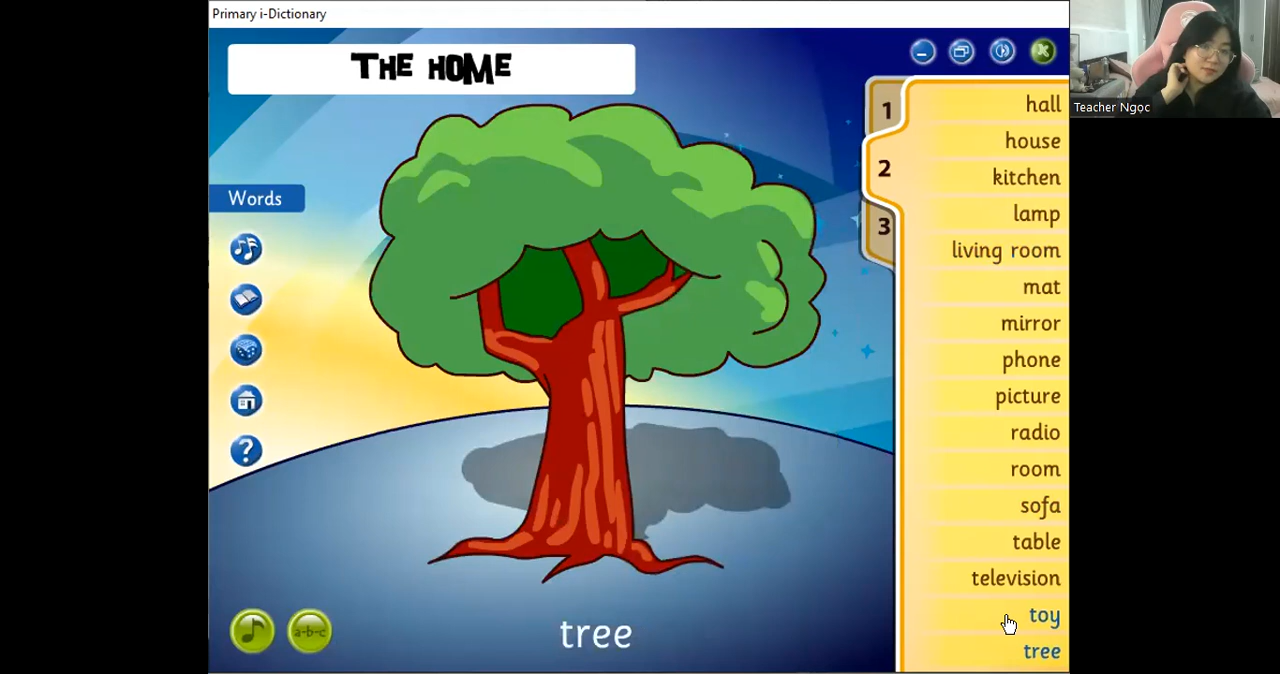 Primary i-Dictionary
THE HOME
Words
a-b-c
tree
1
2
3
hall
house
kitchen
lamp
living room
mat
mirror
phone
picture
radio
room
sofa
table
television
toy
tree
Teacher Ngọc